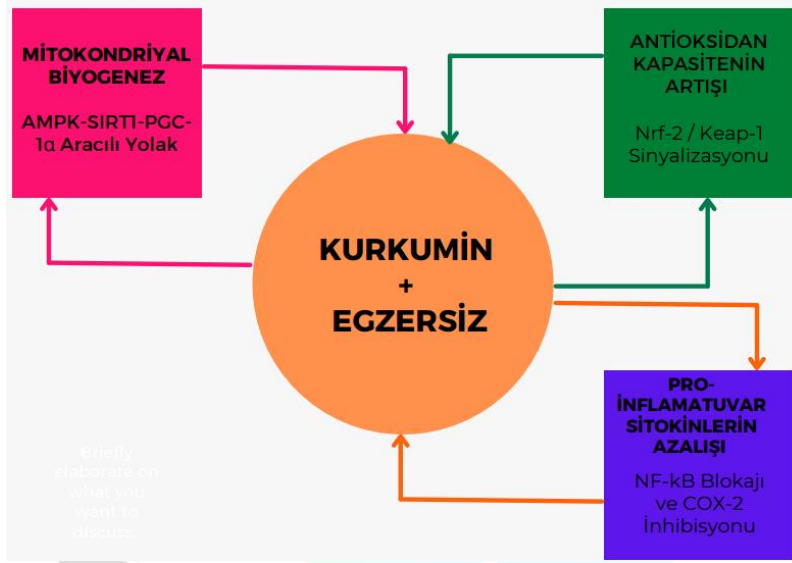 MİTOKONDRİYAL
BİYOGENEZ
AMPK-SIRT1-PGC-
1α Aracılı Yolak
ANTİOKSİDAN
KAPASİTENİN
ARTIŞI
Nrf-2 / Keap-1
Sinyalizasyonu
KURKUMİN
+
EGZERSİZ
PRO-
İNFLAMATUVAR
SİTOKİNLERİN
AZALIŞI
NF-kB Blokajı
ve COX-2
İnhibisyonu
Briefly
elaborate on
what you
want to
discuss.